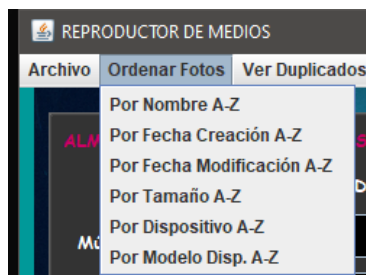 REPRODUCTOR DE MEDIOS
Archivo Ordenar Fotos Ver Duplicados
Por Nombre A-Z
Por Fecha Creación A-Z
Por Fecha Modificación A-Z
Por Tamaño A-Z
Por Dispositivo A-Z
Por Modelo Disp. A-Z